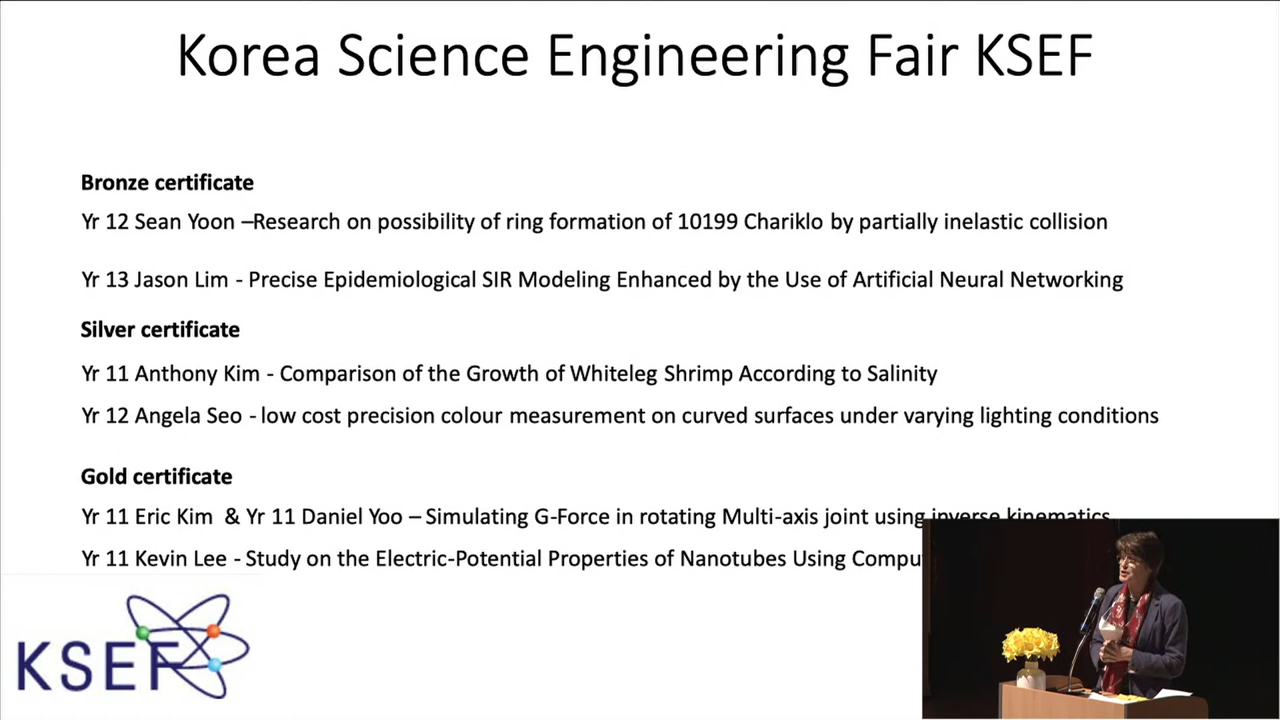 Korea Science Engineering Fair KSEF
Bronze certificate
Yr 12 Sean Yoon –Research on possibility of ring formation of 10199 Chariklo by partially inelastic collision
Yr 13 Jason Lim - Precise Epidemiological SIR Modeling Enhanced by the Use of Artificial Neural Networking
Silver certificate
Yr 11 Anthony Kim - Comparison of the Growth of Whiteleg Shrimp According to Salinity
Yr 12 Angela Seo - low cost precision colour measurement on curved surfaces under varying lighting conditions
Gold certificate
Yr 11 Eric Kim & Yr 11 Daniel Yoo – Simulating G-Force in rotating Multi-axis joint using inverse kinematics
Yr 11 Kevin Lee - Study on the Electric-Potential Properties of Nanotubes Using
KSEF